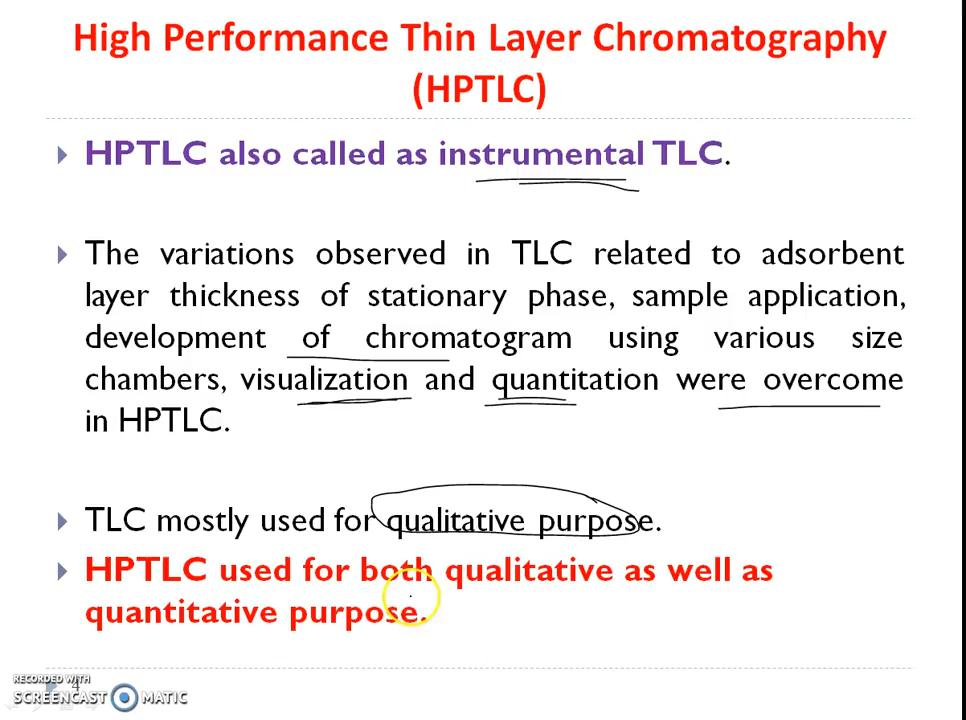 High Performance Thin Layer Chromatography
(HPTLC)
HPTLC also called as instrumental TLC.
The variations observed in TLC related to adsorbent
layer thickness of stationary phase, sample application,
development of chromatogram using various size
chambers, visualization and quantitation were overcome
in HPTLC.
TLC mostly used for qualitative purpose.
HPTLC used for both qualitative as well as
quantitative purpose.
4
RECORDED WITH
SCREENCAST MATIC